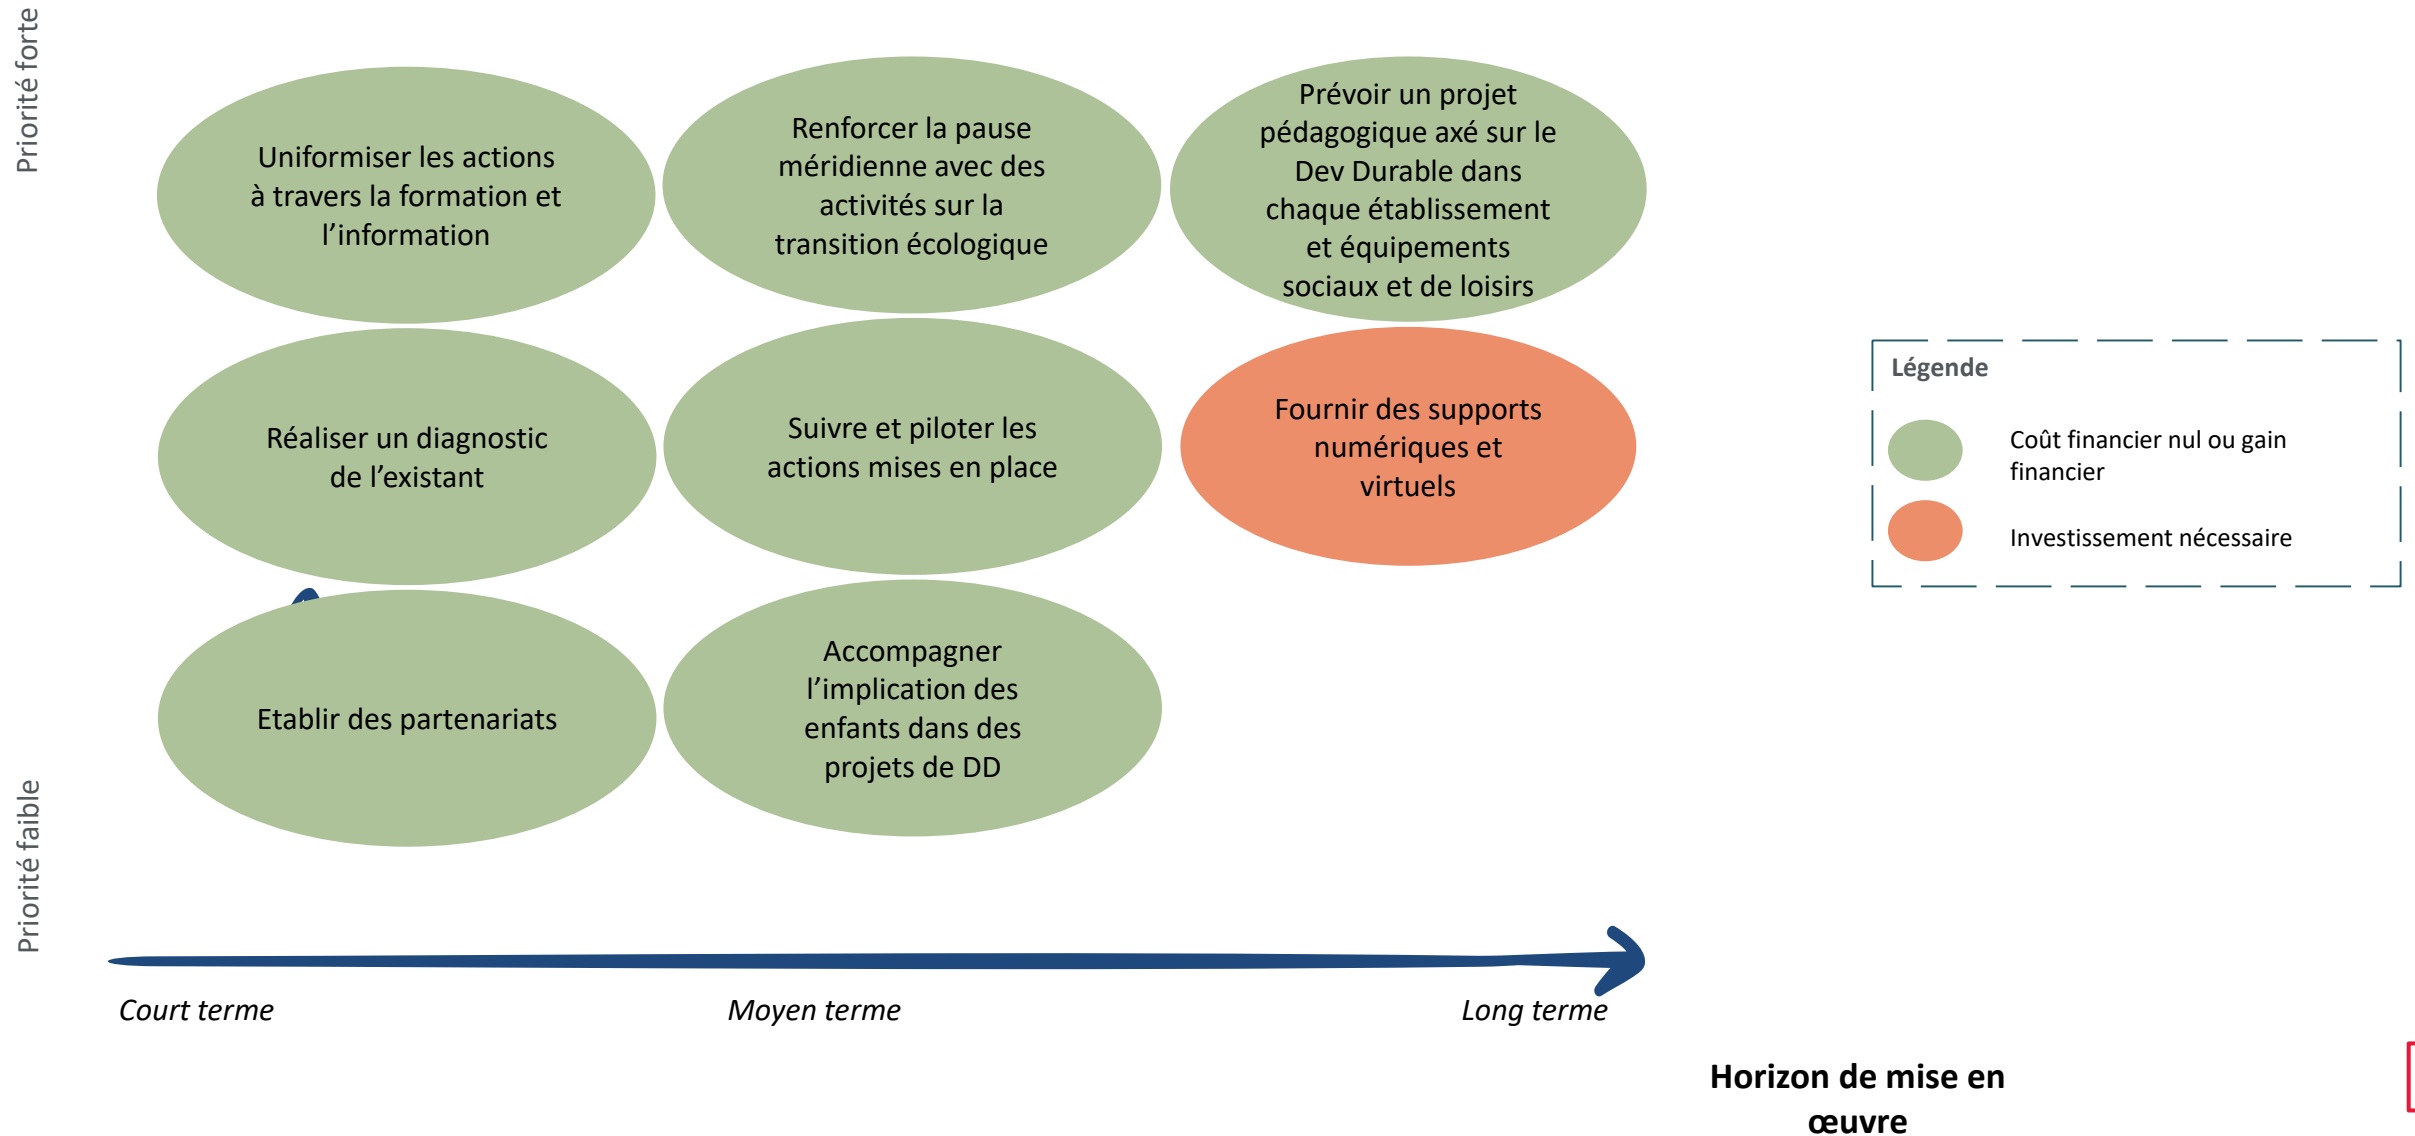 Priorité forte
Uniformiser les actions
à travers la formation et
l’information
Renforcer la pause
méridienne avec des
activités sur la
transition écologique
Prévoir un projet
pédagogique axé sur le
Dev Durable dans
chaque établissement
et équipements
sociaux et de loisirs
Réaliser un diagnostic
de l’existant
Suivre et piloter les
actions mises en place
Fournir des supports
numériques et
virtuels
Légende
Coût financier nul ou gain
financier
Investissement nécessaire
Etablir des partenariats
Accompagner
l’implication des
enfants dans des
projets de DD
Priorité faible
Court terme
Moyen terme
Long terme
Horizon de mise en
œuvre